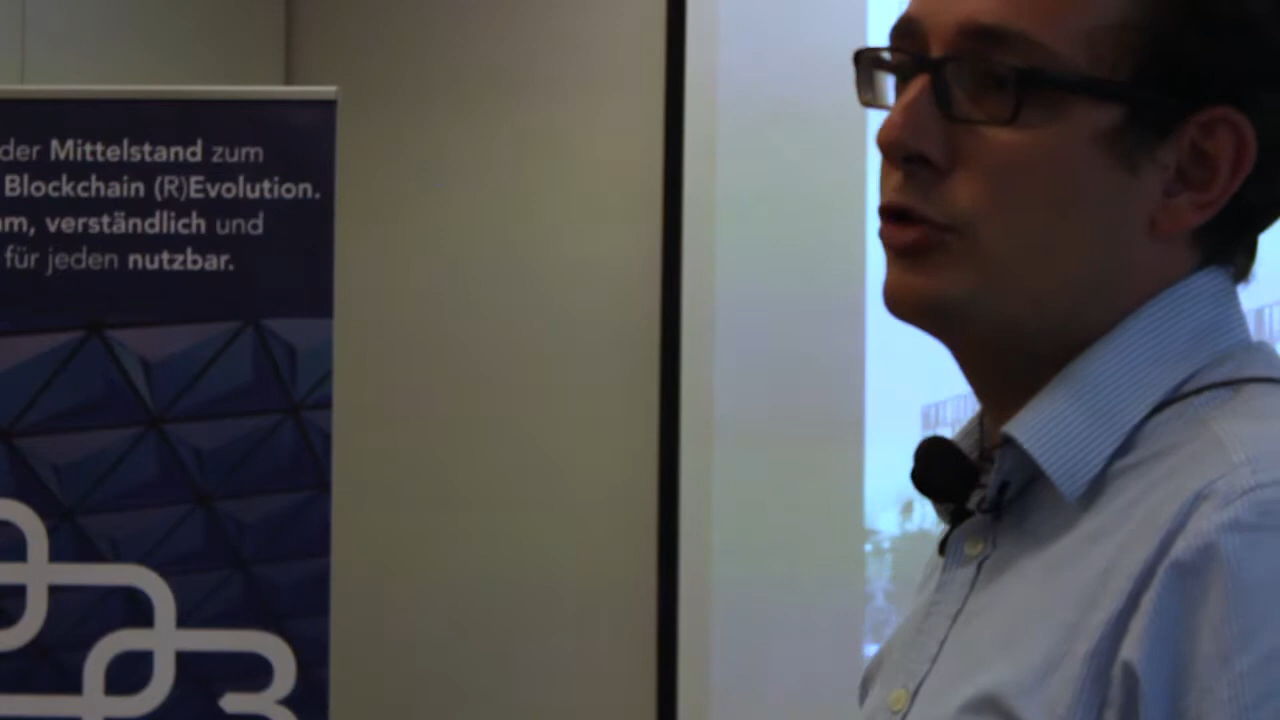 der Mittelstand zum
Blockchain (R)Evolution.
verständlich und
für jeden nutzbar.